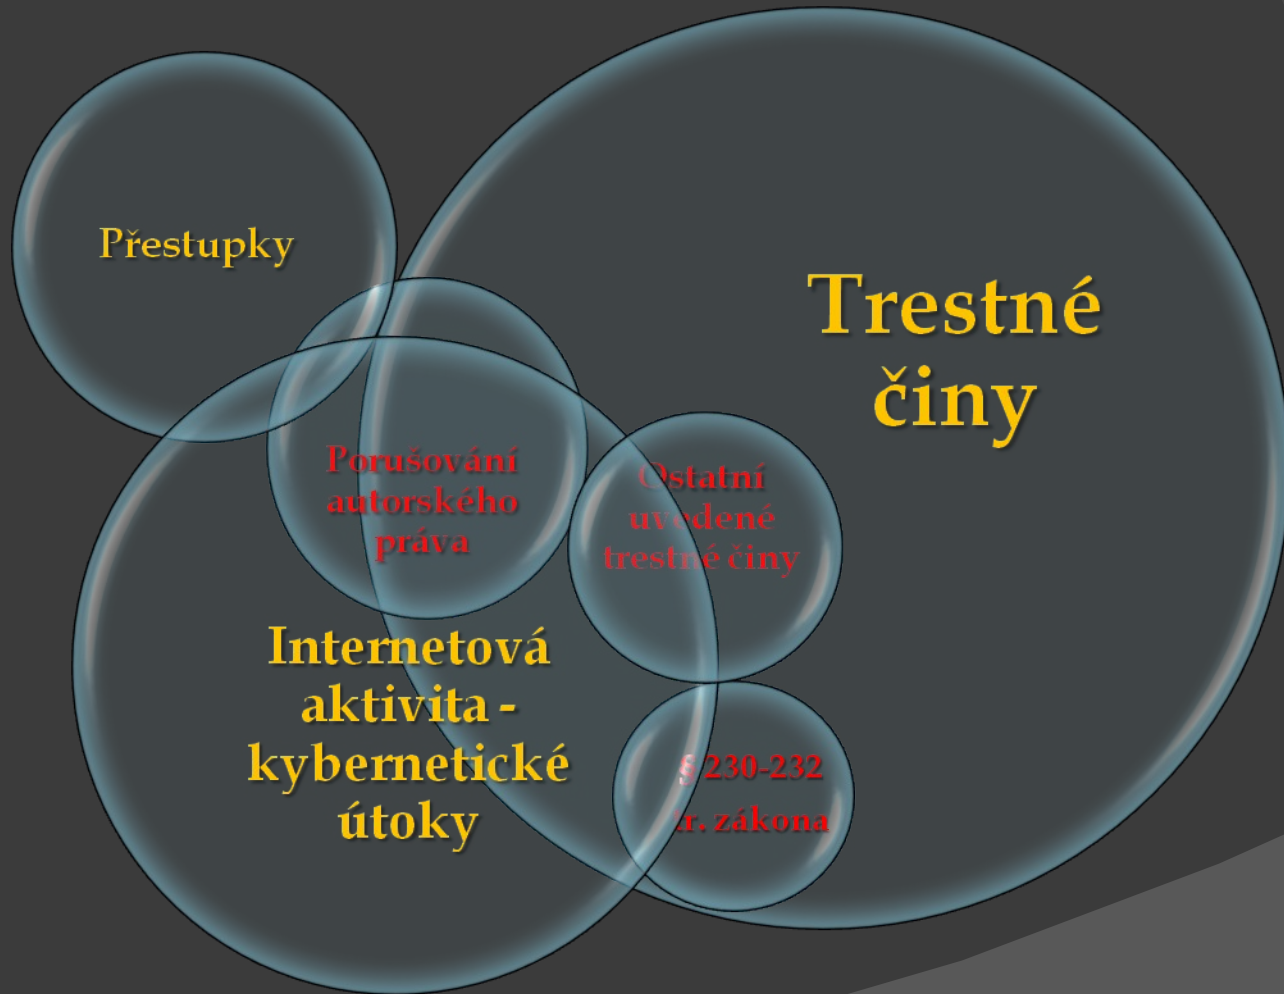 Přestupky
Trestné
činy
Porušování
autorského
práva
Ostatní
uvedené
trestné činy
Internetová
aktivita -
kybernetické
útoky
§ 230-232
tr. zákona